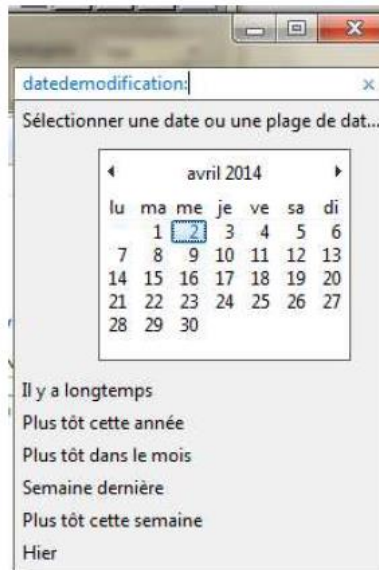 datedemodification:
Sélectionner une date ou une plage de dat...
avril 2014
lu ma me je ve sa di
1 2 3 4 5 6
7 8 9 10 11 12 13
14 15 16 17 18 19 20
21 22 23 24 25 26 27
28 29 30
Il y a longtemps
Plus tôt cette année
Plus tôt dans le mois
Semaine dernière
Plus tôt cette semaine
Hier